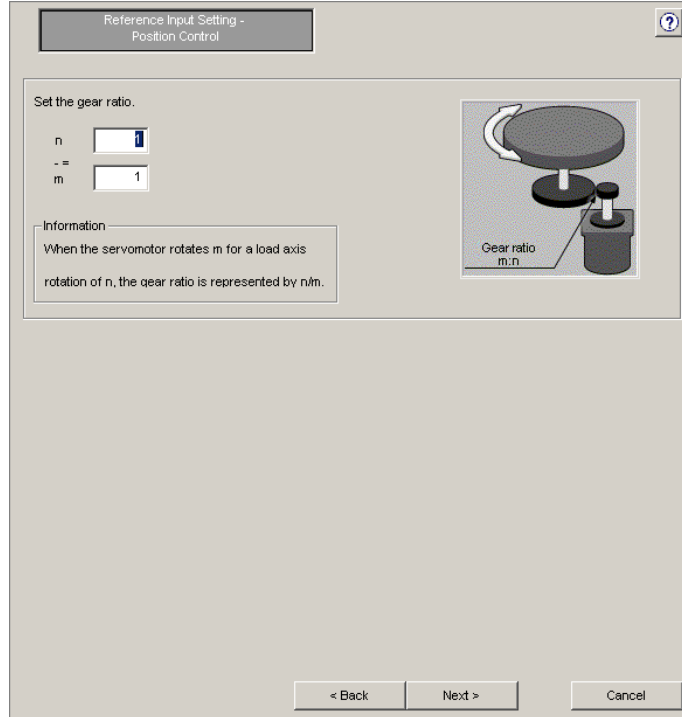 Reference Input Setting -
Position Control
?
Set the gear ratio.
n
1
- =
m
1
Information
When the servomotor rotates m for a load axis
rotation of n, the gear ratio is represented by n/m.
Gear ratio
m:n
< Back
Next >
Cancel